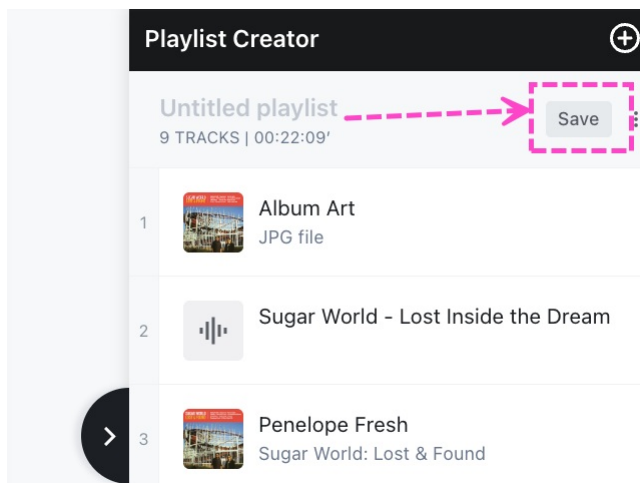 Playlist Creator
Untitled playlist
Save
9 TRACKS | 00:22:09′
1
Album Art
JPG file
2
Sugar World - Lost Inside the Dream
3
Penelope Fresh
Sugar World: Lost & Found